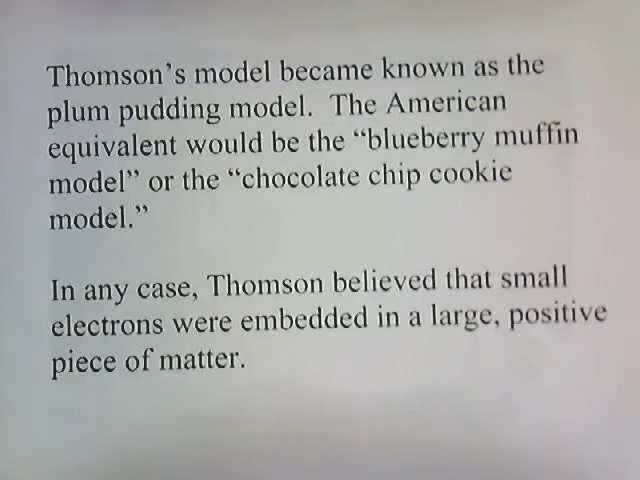 Thomson's model became known as the
plum pudding model.  The American
equivalent would be the “blueberry muffin
model” or the “chocolate chip cookie
model.”
In any case, Thomson believed that small
electrons were embedded in a large, positive
piece of matter.